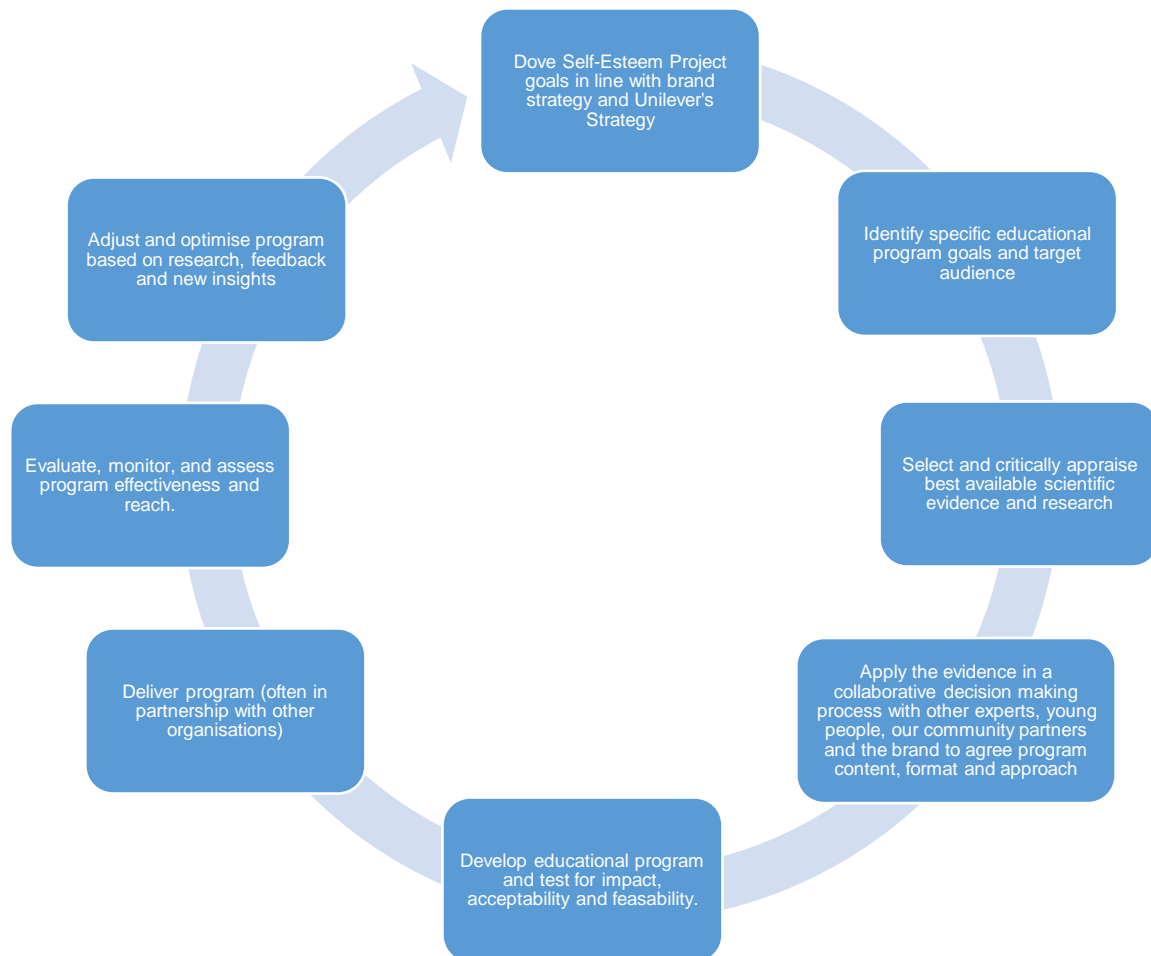 Dove Self-Esteem Project
goals in line with brand
strategy and Unilever's
Strategy
Identify specific educational
program goals and target
audience
Select and critically appraise
best available scientific
evidence and research
Apply the evidence in a
collaborative decision making
process with other experts, young
people, our community partners
and the brand to agree program
content, format and approach
Develop educational program
and test for impact,
acceptability and feasability.
Deliver program (often in
partnership with other
organisations)
Evaluate, monitor, and assess
program effectiveness and
reach.
Adjust and optimise program
based on research, feedback
and new insights